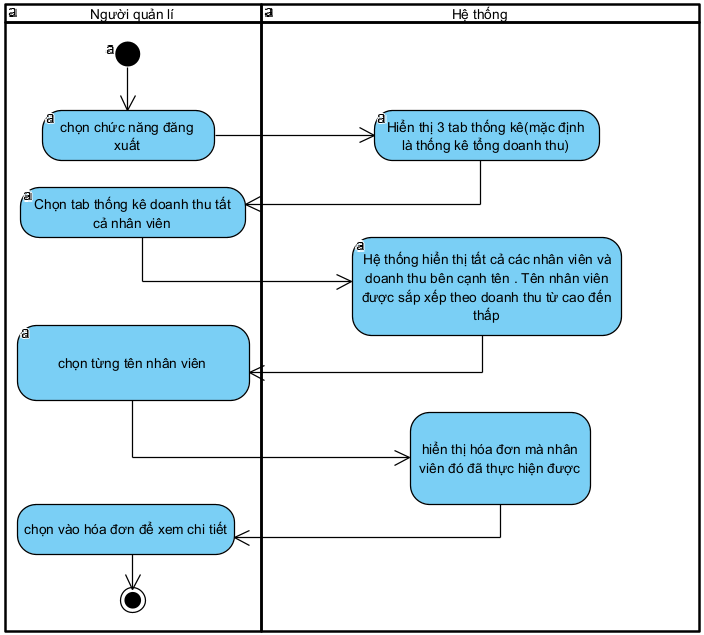 a
Người quản lí
a
Hệ thống
a
a
chọn chức năng đăng
xuất
a
Hiển thị 3 tab thống kê(mặc định
là thống kê tổng doanh thu)
a
Chọn tab thống kê doanh thu tất
cả nhân viên
a
Hệ thống hiển thị tất cả các nhân viên và
doanh thu bên cạnh tên . Tên nhân viên
được sắp xếp theo doanh thu từ cao đến
thấp
a
chọn từng tên nhân viên
hiển thị hóa đơn mà nhân
viên đó đã thực hiện được
chọn vào hóa đơn để xem chi tiết